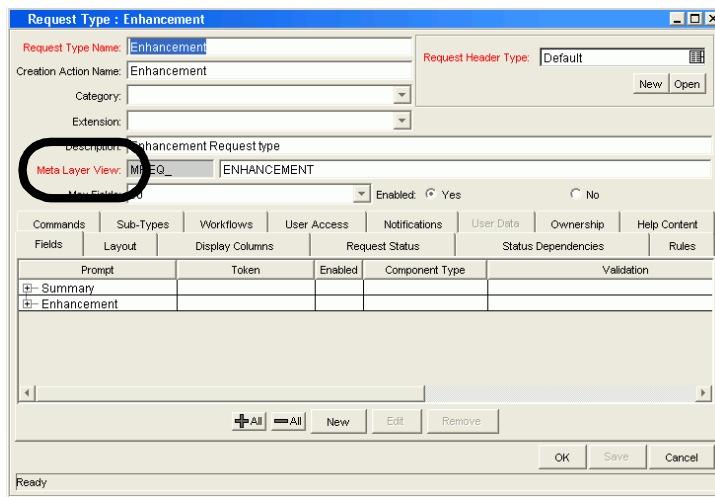 Request Type : Enhancement
Request Type Name: Enhancement
Request Header Type: Default
Creation Action Name: Enhancement
New Open
Category:
Extension:
Description: Enhancement Request type
Meta Layer View: MREQ_ ENHANCEMENT
Max Fields: Enabled: Yes No
Commands Sub-Types Workflows User Access Notifications User Data Ownership Help Content
Fields Layout Display Columns Request Status Status Dependencies Rules
Prompt Token Enabled Component Type Validation
Summary
Enhancement
All All New Edit Remove
OK Save Cancel
Ready